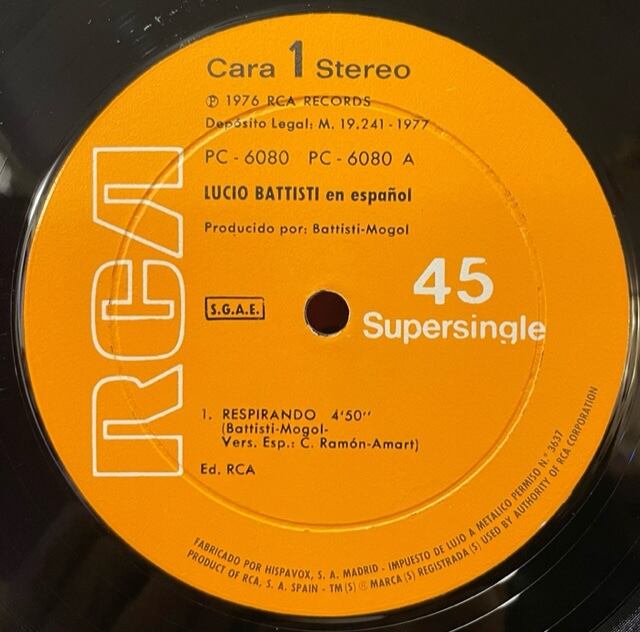 Cara 1 Stereo
℗ 1976 RCA RECORDS
Depósito Legal: M. 19.241 - 1977
PC - 6080 PC - 6080 A
LUCIO BATTISTI en español
Producido por: Battisti-Mogol
RCA
45
Supersingle
S.G.A.E.
1. RESPIRANDO 4'50''
(Battisti-Mogol-
Vers. Esp.: C. Ramón-Amart)
Ed. RCA
FABRICADO POR HISPAVOX, S. A. MADRID - IMPUESTO DE LUJO A METALICO PERMISO N.° 3637
PRODUCT OF RCA, S. A. SPAIN - TM(S) ® MARCA(S) REGISTRADA(S) USED BY AUTHORITY OF RCA CORPORATION